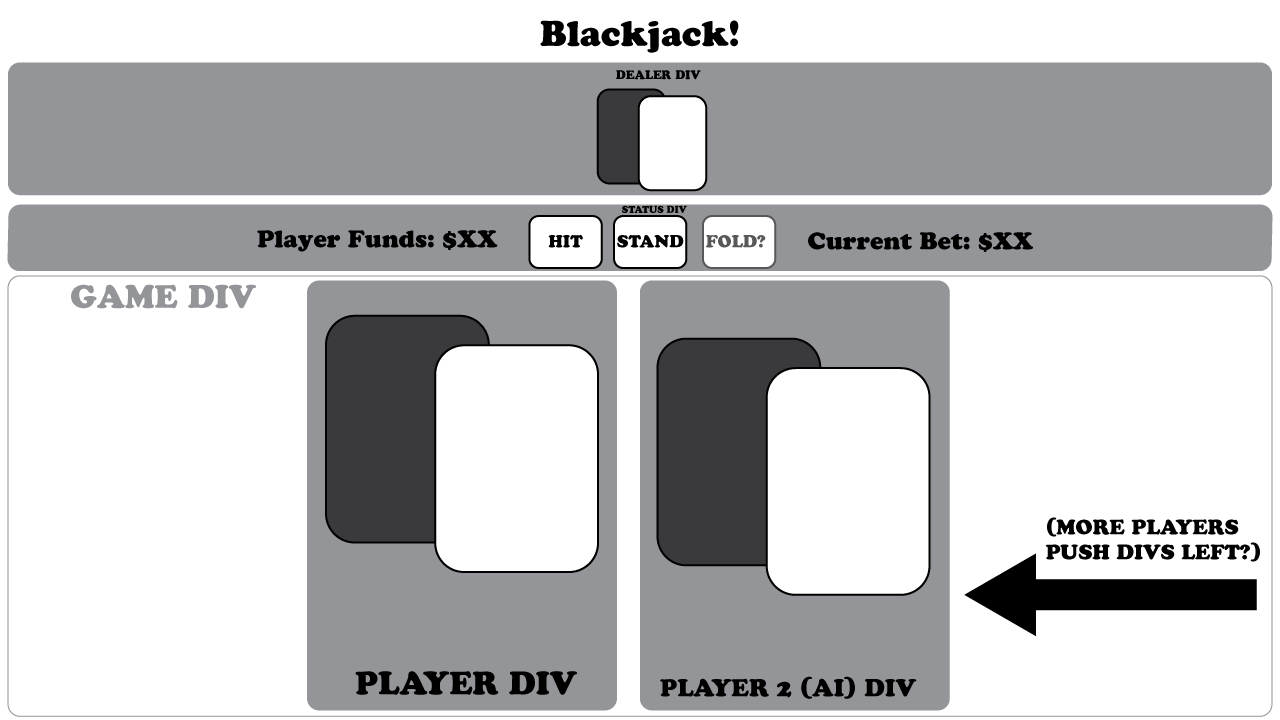 Blackjack!
DEALER DIV
STATUS DIV
Player Funds: $XX
HIT
STAND
FOLD?
Current Bet: $XX
GAME DIV
(MORE PLAYERS
PUSH DIVS LEFT?)
PLAYER DIV
PLAYER 2 (AI) DIV